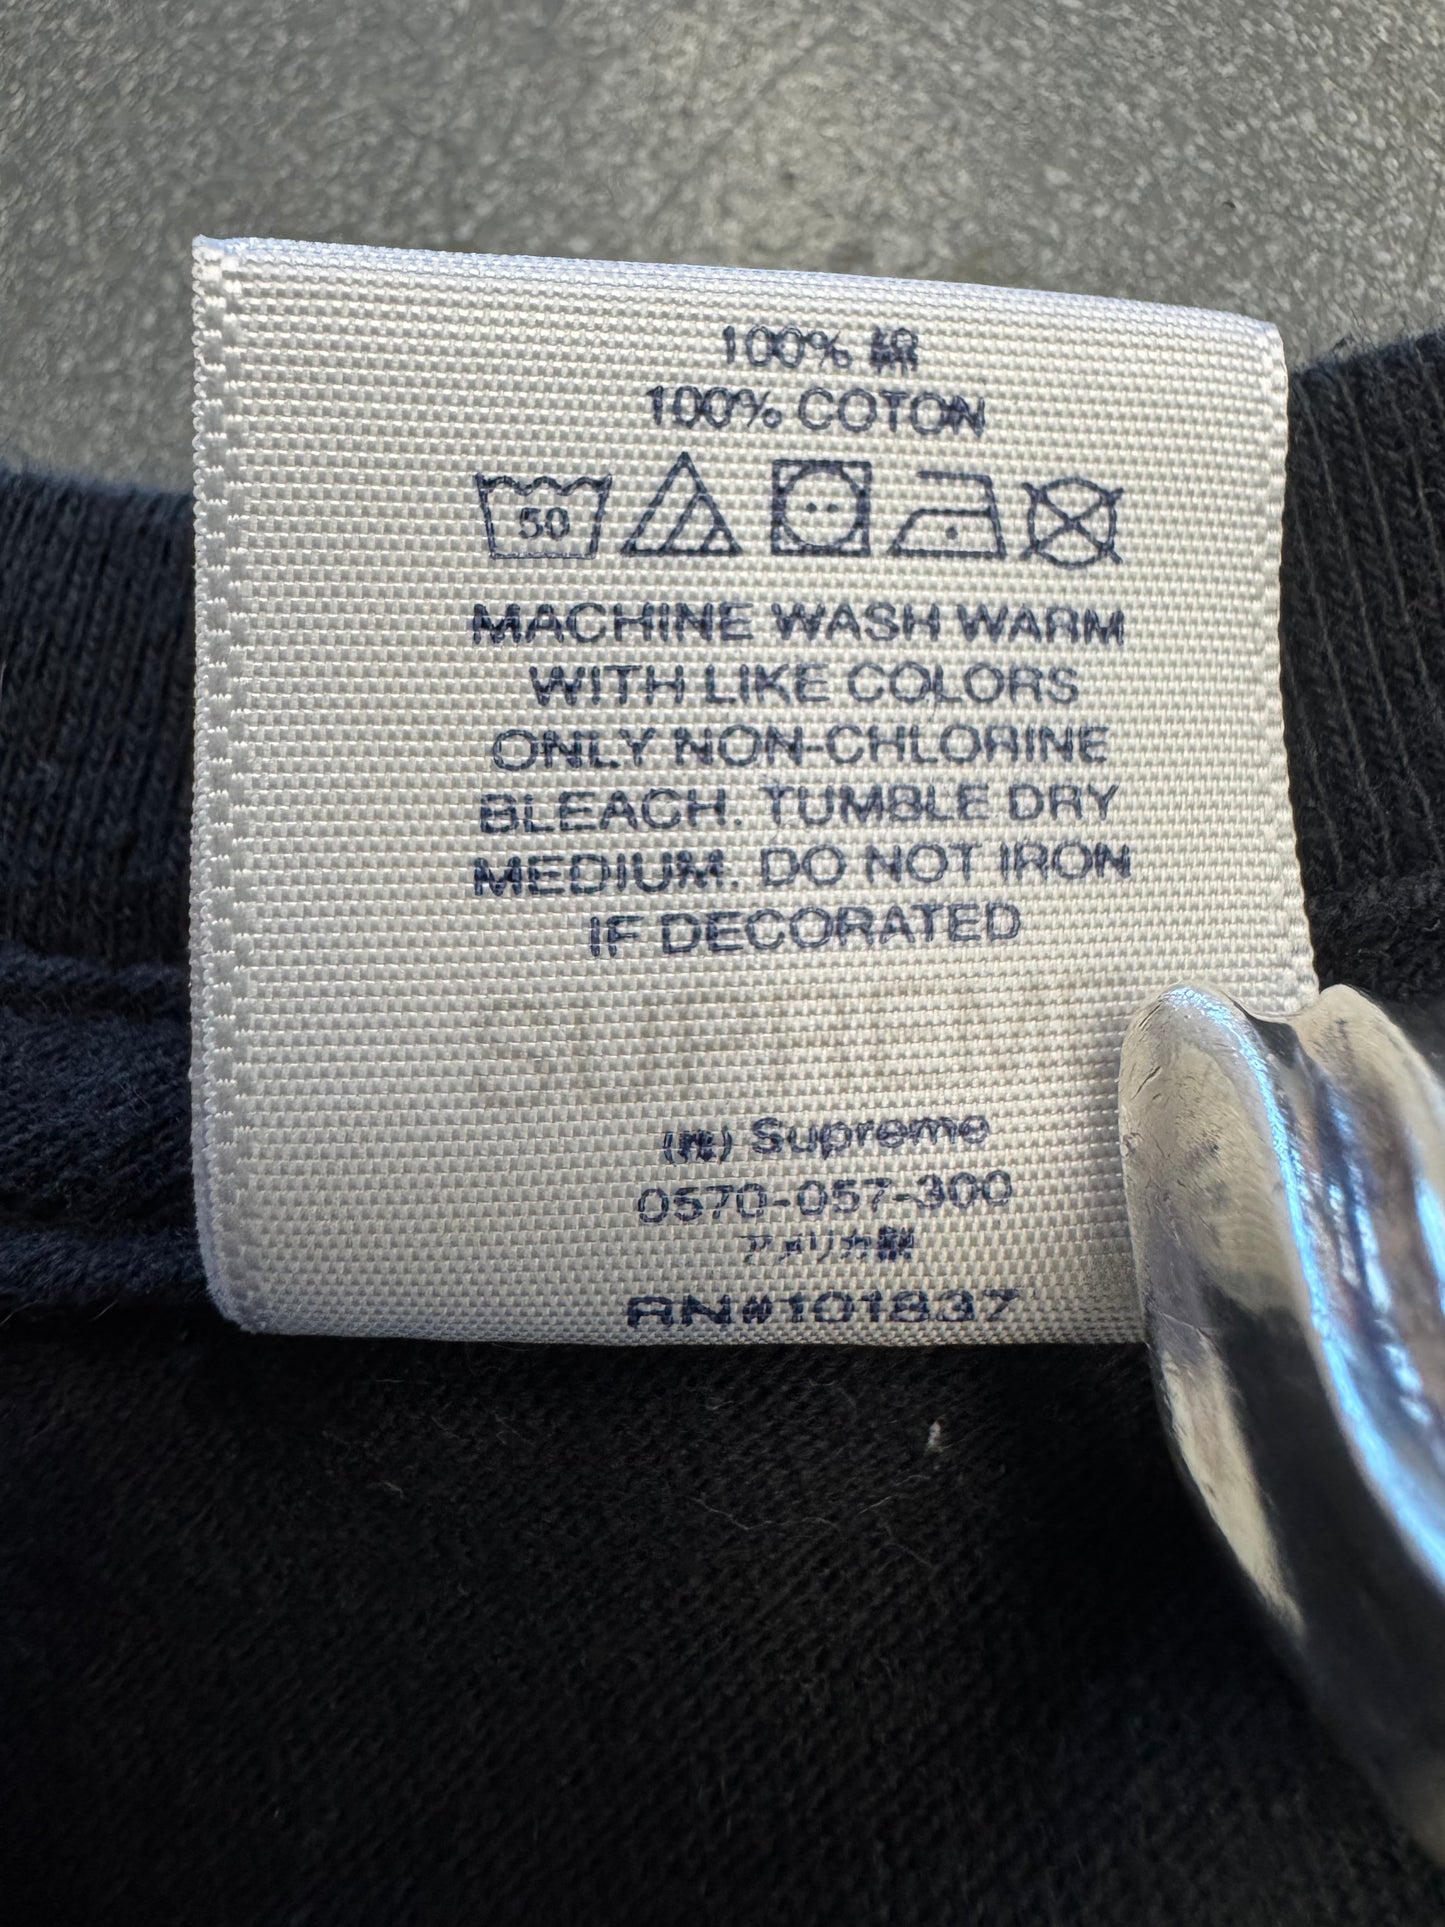 100% 綿
100% COTON
50
MACHINE WASH WARM
WITH LIKE COLORS
ONLY NON-CHLORINE
BLEACH. TUMBLE DRY
MEDIUM. DO NOT IRON
IF DECORATED
(株) Supreme
0570-057-300
アメリカ製
RN#101837